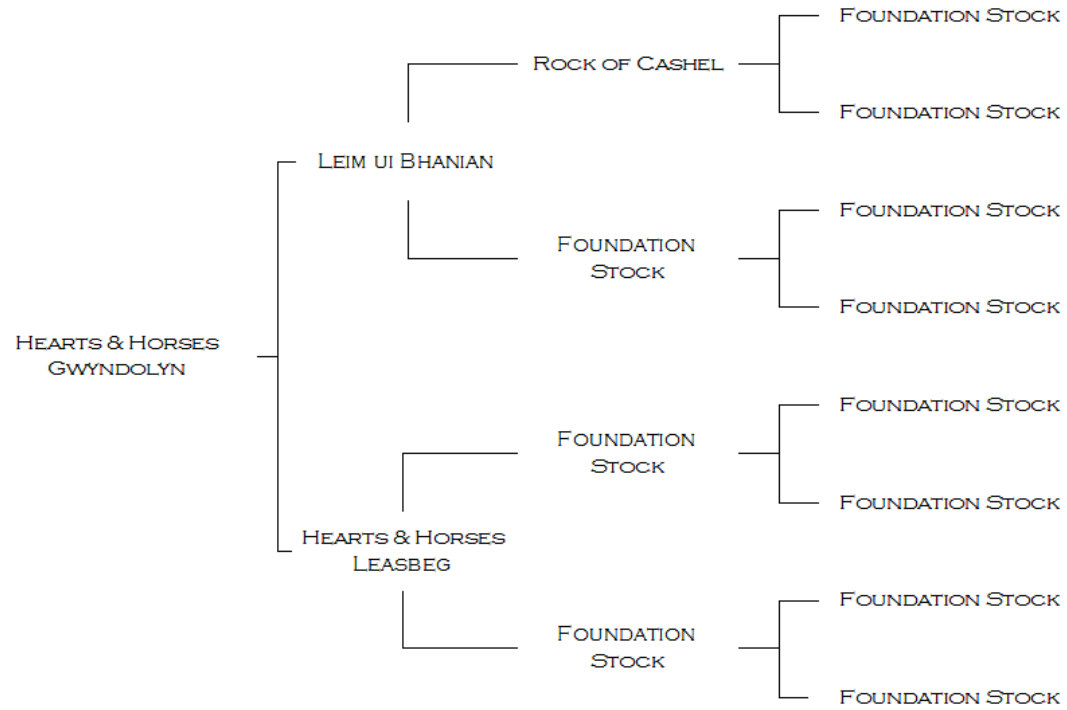 Foundation Stock
Rock of Cashel
Foundation Stock
Leim ui Bhanian
Foundation Stock
Foundation
Stock
Foundation Stock
Hearts & Horses
Gwyndolyn
Foundation Stock
Foundation
Stock
Foundation Stock
Hearts & Horses
Leasbeg
Foundation Stock
Foundation
Stock
Foundation Stock